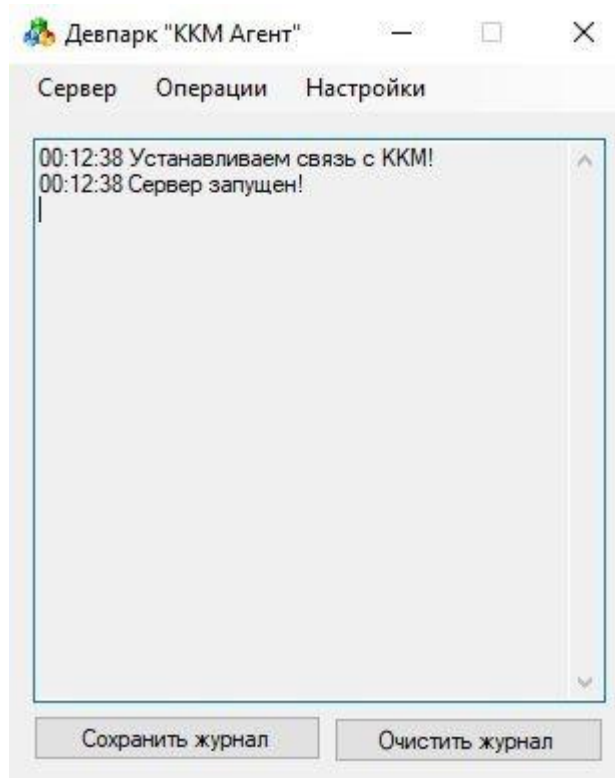 Девпарк "ККМ Агент"
Сервер Операции Настройки
00:12:38 Устанавливаем связь с ККМ!
00:12:38 Сервер запущен!
Сохранить журнал Очистить журнал